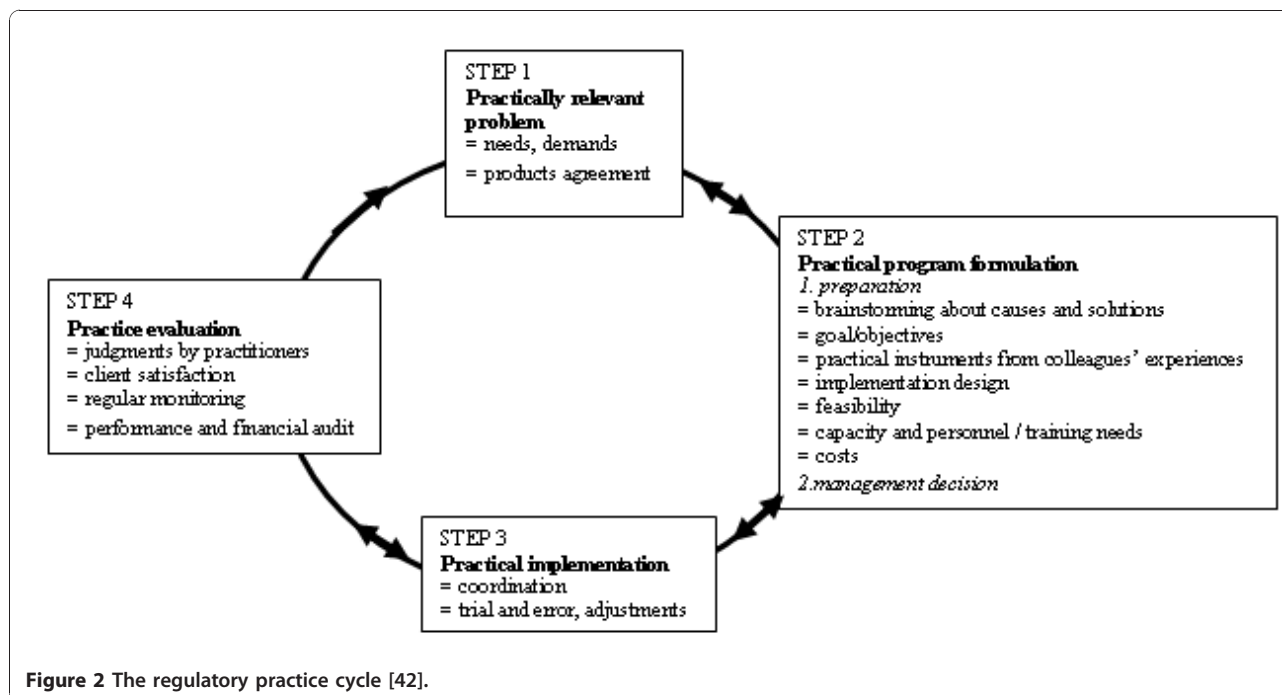 STEP 1
Practically relevant
problem
= needs, demands
= products agreement
STEP 2
Practical program formulation
1. preparation
= brainstorming about causes and solutions
= goal/objectives
= practical instruments from colleagues’ experiences
= implementation design
= feasibility
= capacity and personnel / training needs
= costs
2.management decision
STEP 3
Practical implementation
= coordination
= trial and error, adjustments
STEP 4
Practice evaluation
= judgments by practitioners
= client satisfaction
= regular monitoring
= performance and financial audit
Figure 2 The regulatory practice cycle [42].